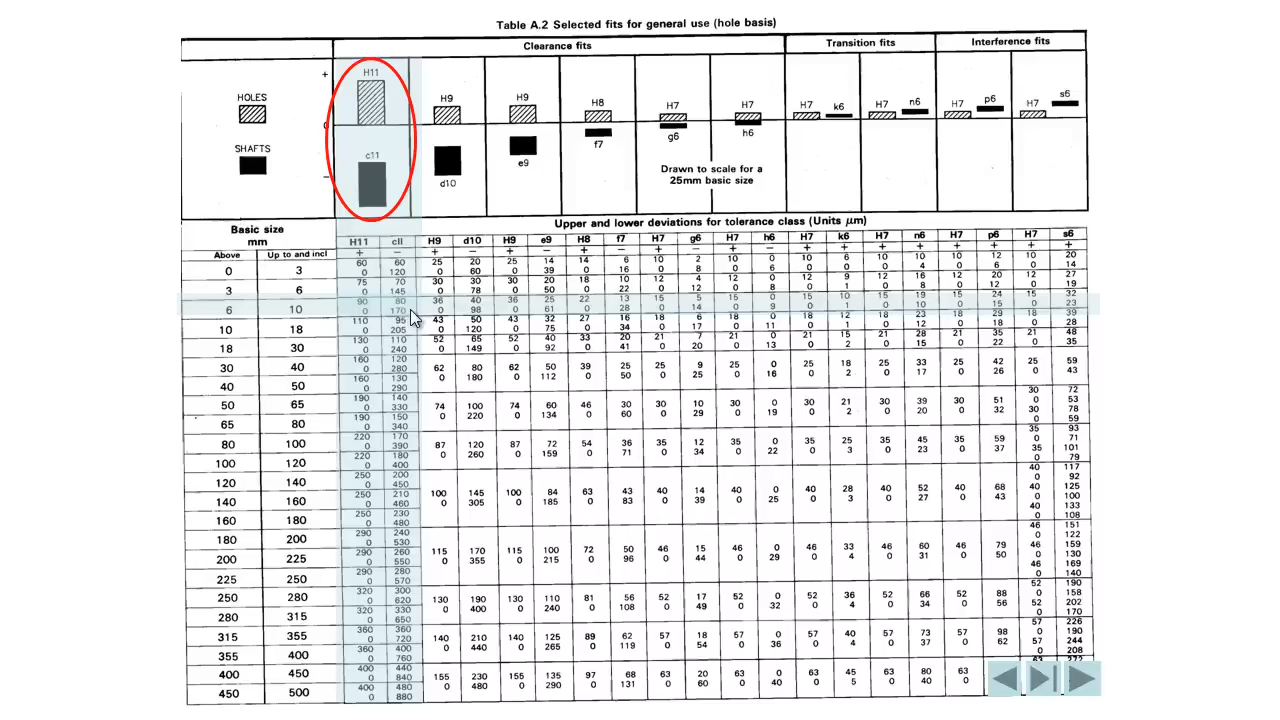 Table A.2 Selected fits for general use (hole basis)
Clearance fits Transition fits Interference fits
HOLES SHAFTS + 0 −
H11 H9 H9 H8 H7 H7 H7 k6 H7 n6 H7 p6 H7 s6
c11 d10 e9 f7 g6 h6
Drawn to scale for a
25mm basic size
Basic size
mm
Upper and lower deviations for tolerance class (Units μm)
Above Up to and incl H11 cll H9 d10 H9 e9 H8 f7 H7 g6 H7 h6 H7 k6 H7 n6 H7 p6 H7 s6
+ − + − + − + − + − + − + + + + + + + +
0 3 60 60 25 20 25 14 14 6 10 2 10 0 10 6 10 10 10 12 10 20
0 120 0 60 0 39 0 16 0 8 0 6 0 0 0 4 0 6 0 14
3 6 75 70 30 30 30 20 18 10 12 4 12 0 12 9 12 16 12 20 12 27
0 145 0 78 0 50 0 22 0 12 0 8 0 1 0 8 0 12 0 19
6 10 90 80 36 40 36 25 22 13 15 5 15 0 15 10 15 19 15 24 15 32
0 170 0 98 0 61 0 28 0 14 0 9 0 1 0 10 0 15 0 23
10 18 110 95 43 50 43 32 27 16 18 6 18 0 18 12 18 23 18 29 18 39
0 205 0 120 0 75 0 34 0 17 0 11 0 1 0 12 0 18 0 28
18 30 130 110 52 65 52 40 33 20 21 7 21 0 21 15 21 28 21 35 21 48
0 240 0 149 0 92 0 41 0 20 0 13 0 2 0 15 0 22 0 35
30 40 160 120 62 80 62 50 39 25 25 9 25 0 25 18 25 33 25 42 25 59
0 280 0 180 0 112 0 50 0 25 0 16 0 2 0 17 0 26 0 43
40 50 160 130
0 290
50 65 190 140 74 100 74 60 46 30 30 10 30 0 30 21 30 39 30 51 30 72
0 330 0 220 0 134 0 60 0 29 0 19 0 2 0 20 0 32 0 53
65 80 190 150 30 78
0 340 0 59
80 100 220 170 87 120 87 72 54 36 35 12 35 0 35 25 35 45 35 59 35 93
0 390 0 260 0 159 0 71 0 34 0 22 0 3 0 23 0 37 0 71
100 120 220 180 35 101
0 400 0 79
120 140 250 200 40 117
0 450 0 92
140 160 250 210 100 145 100 84 63 43 40 14 40 0 40 28 40 52 40 68 40 125
0 460 0 305 0 185 0 83 0 39 0 25 0 3 0 27 0 43 0 100
160 180 250 230 40 133
0 480 0 108
180 200 290 240 46 151
0 530 0 122
200 225 290 260 115 170 115 100 72 50 46 15 46 0 46 33 46 60 46 79 46 159
0 550 0 355 0 215 0 96 0 44 0 29 0 4 0 31 0 50 0 130
225 250 290 280 46 169
0 570 0 140
250 280 320 300 130 190 130 110 81 56 52 17 52 0 52 36 52 66 52 88 52 190
0 620 0 400 0 240 0 108 0 49 0 32 0 4 0 34 0 56 0 158
280 315 320 330 52 202
0 650 0 170
315 355 360 360 140 210 140 125 89 62 57 18 57 0 57 40 57 73 57 98 57 226
0 720 0 440 0 265 0 119 0 54 0 36 0 4 0 37 0 62 0 190
355 400 360 400 57 244
0 760 0 208
400 450 400 440 155 230 155 135 97 68 63 20 63 0 63 45 63 80 63
0 840 0 480 0 290 0 131 0 60 0 40 0 5 0 40 0
450 500 400 480
0 880